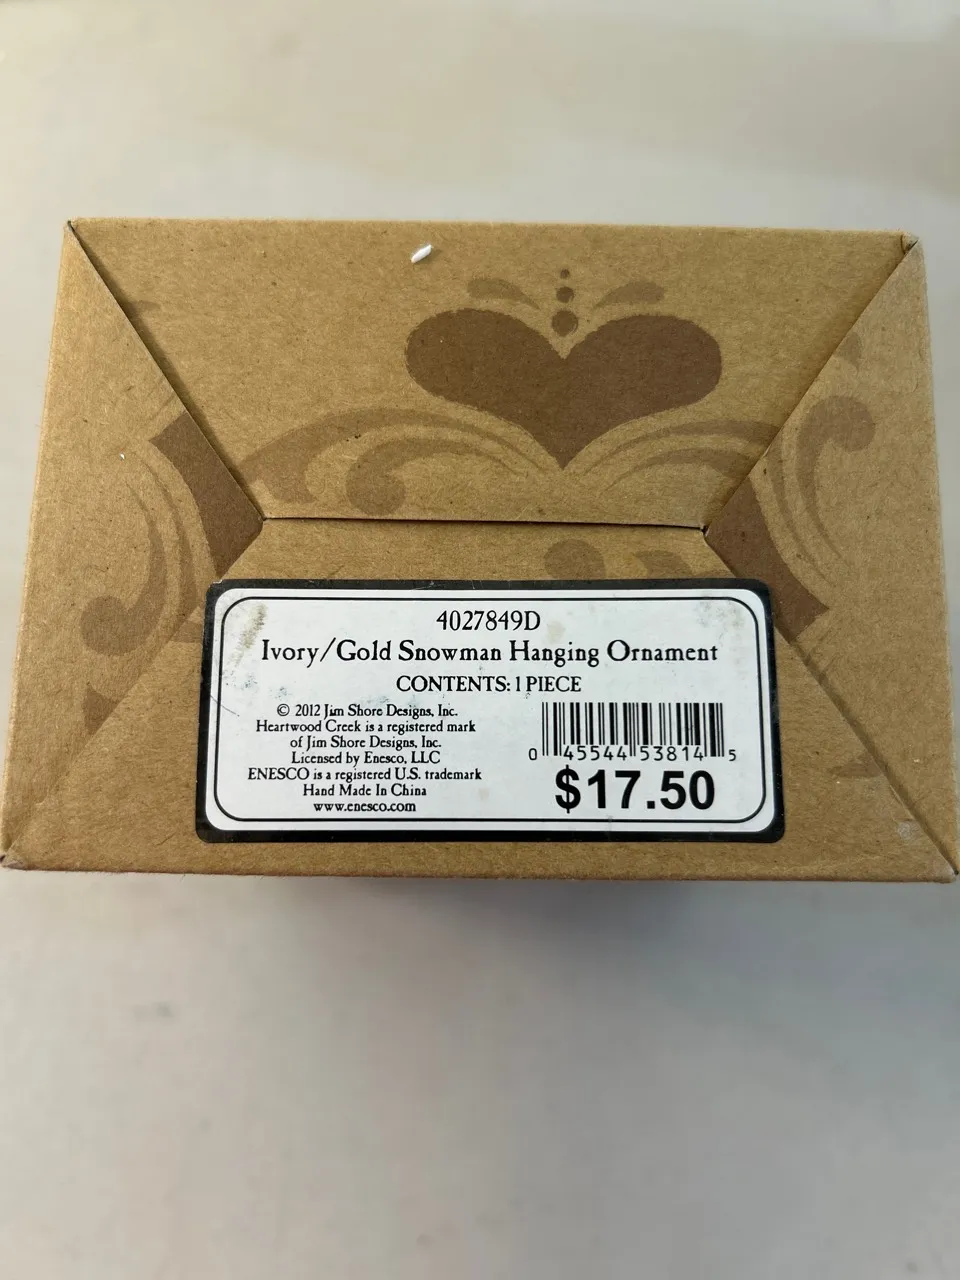 4027849D
Ivory/Gold Snowman Hanging Ornament
CONTENTS: 1 PIECE
© 2012 Jim Shore Designs, Inc.
Heartwood Creek is a registered mark
of Jim Shore Designs, Inc.
Licensed by Enesco, LLC
ENESCO is a registered U.S. trademark
Hand Made In China
www.enesco.com
0 45544 53814 5
$17.50